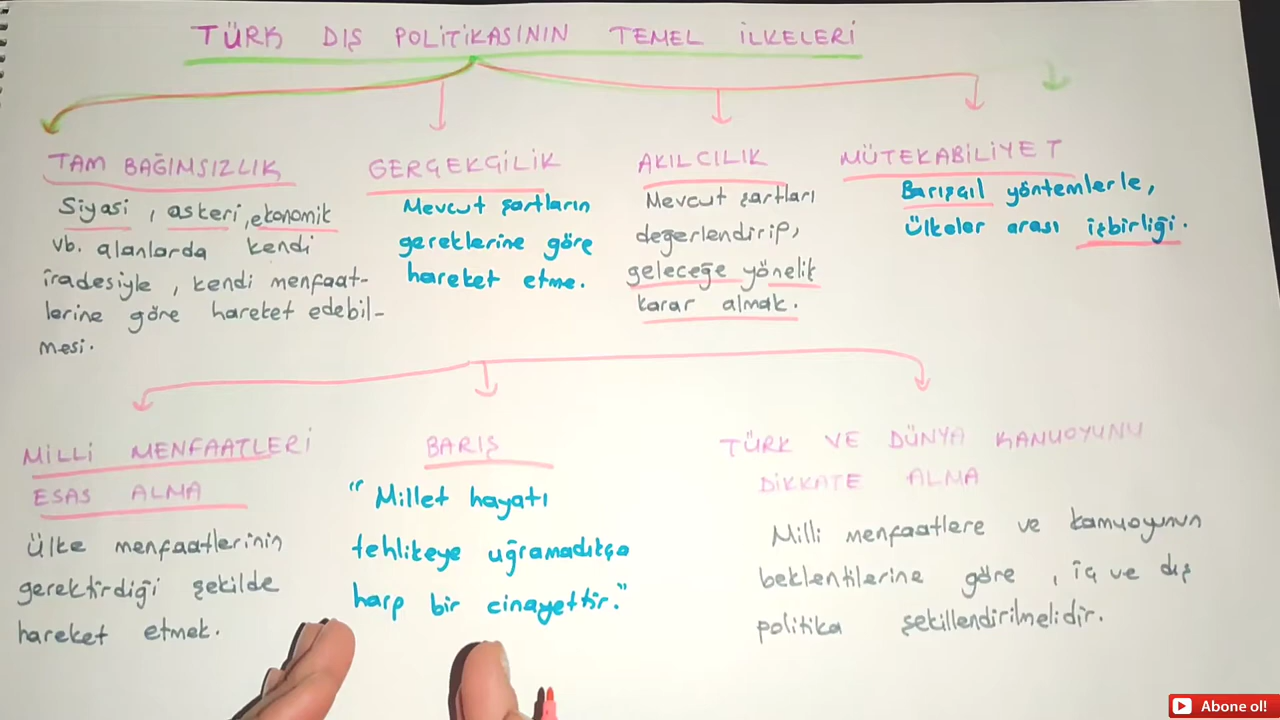 TÜRK DIŞ POLİTİKASININ TEMEL İLKELERİ
TAM BAĞIMSIZLIK
Siyasi, askeri, ekonomik
vb. alanlarda kendi
iradesiyle, kendi menfaat-
lerine göre hareket edebil-
mesi.
GERÇEKÇİLİK
Mevcut şartların
gereklerine göre
hareket etme.
AKILCILIK
Mevcut şartları
değerlendirip,
geleceğe yönelik
karar almak.
MÜTEKABİLİYET
Barışçıl yöntemlerle,
ülkeler arası işbirliği.
MİLLİ MENFAATLERİ
ESAS ALMA
Ülke menfaatlerinin
gerektirdiği şekilde
hareket etmek.
BARIŞ
"Millet hayatı
tehlikeye uğramadıkça
harp bir cinayettir."
TÜRK VE DÜNYA KAMUOYUNU
DİKKATE ALMA
Milli menfaatlere ve kamuoyunun
beklentilerine göre, iç ve dış
politika şekillendirilmelidir.
Abone ol!